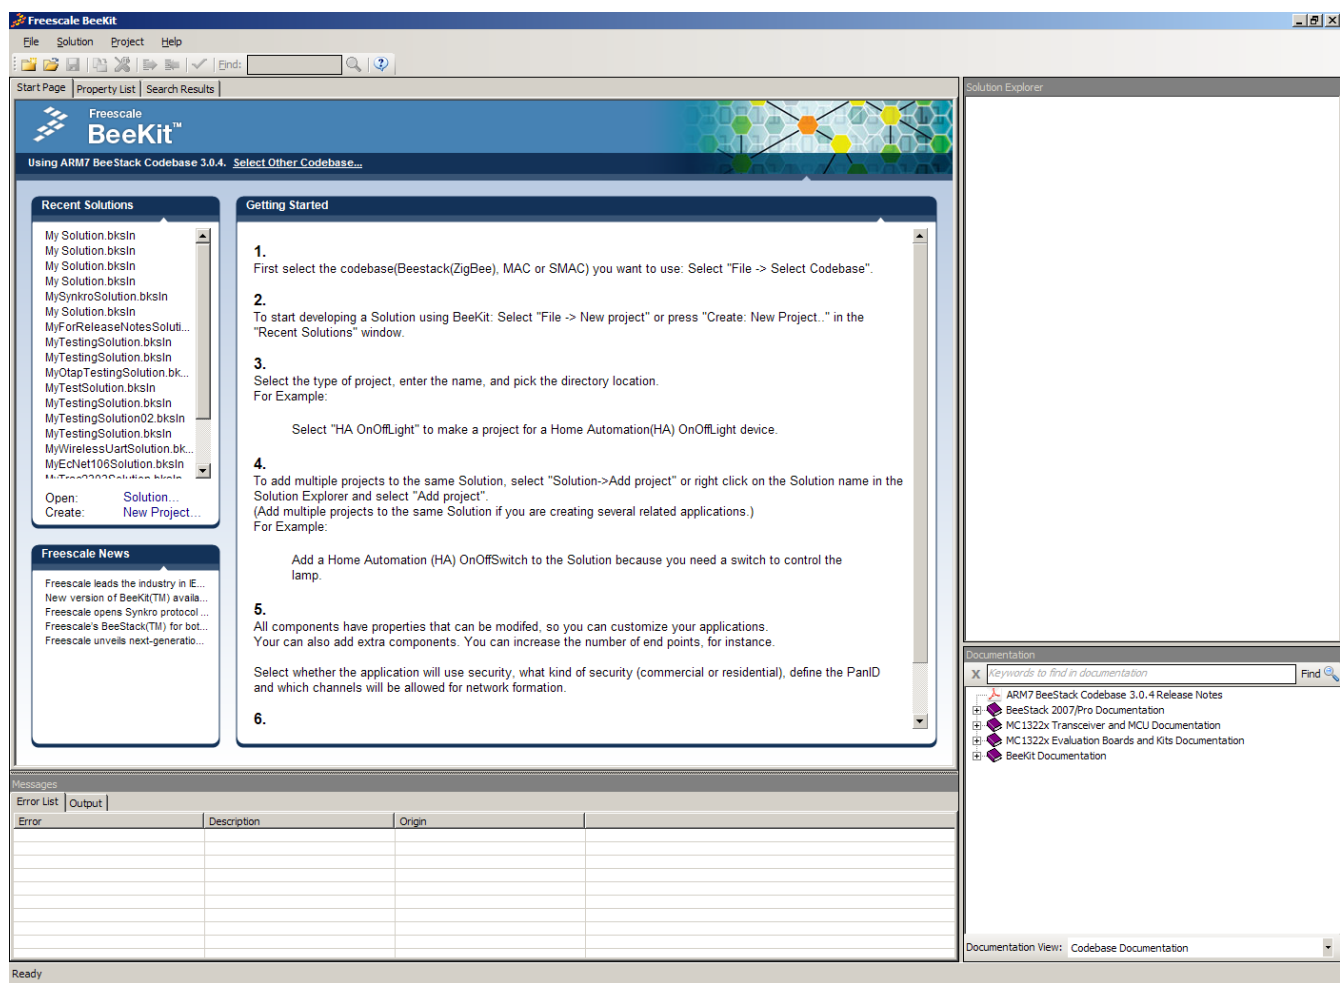 Freescale BeeKit
File Solution Project Help
Find:
Start Page Property List Search Results
Freescale
BeeKit™
Using ARM7 BeeStack Codebase 3.0.4. Select Other Codebase...
Recent Solutions
My Solution.bksln
My Solution.bksln
My Solution.bksln
My Solution.bksln
MySynkroSolution.bksln
My Solution.bksln
MyForReleaseNotesSoluti...
MyTestingSolution.bksln
MyTestingSolution.bksln
MyOtapTestingSolution.bk...
MyTestSolution.bksln
MyTestingSolution.bksln
MyTestingSolution02.bksln
MyTestingSolution.bksln
MyWirelessUartSolution.bk...
MyEcNet106Solution.bksln
Open: Solution...
Create: New Project...
Freescale News
Freescale leads the industry in IE...
New version of BeeKit(TM) availa...
Freescale opens Synkro protocol ...
Freescale's BeeStack(TM) for bot...
Freescale unveils next-generatio...
Getting Started
1.
First select the codebase(Beestack(ZigBee), MAC or SMAC) you want to use: Select "File -> Select Codebase".
2.
To start developing a Solution using BeeKit: Select "File -> New project" or press "Create: New Project.." in the
"Recent Solutions" window.
3.
Select the type of project, enter the name, and pick the directory location.
For Example:
Select "HA OnOffLight" to make a project for a Home Automation(HA) OnOffLight device.
4.
To add multiple projects to the same Solution, select "Solution->Add project" or right click on the Solution name in the
Solution Explorer and select "Add project".
(Add multiple projects to the same Solution if you are creating several related applications.)
For Example:
Add a Home Automation (HA) OnOffSwitch to the Solution because you need a switch to control the
lamp.
5.
All components have properties that can be modifed, so you can customize your applications.
Your can also add extra components. You can increase the number of end points, for instance.
Select whether the application will use security, what kind of security (commercial or residential), define the PanID
and which channels will be allowed for network formation.
6.
Messages
Error List Output
Error Description Origin
Solution Explorer
Documentation
X Keywords to find in documentation Find
ARM7 BeeStack Codebase 3.0.4 Release Notes
BeeStack 2007/Pro Documentation
MC1322x Transceiver and MCU Documentation
MC1322x Evaluation Boards and Kits Documentation
BeeKit Documentation
Documentation View: Codebase Documentation
Ready